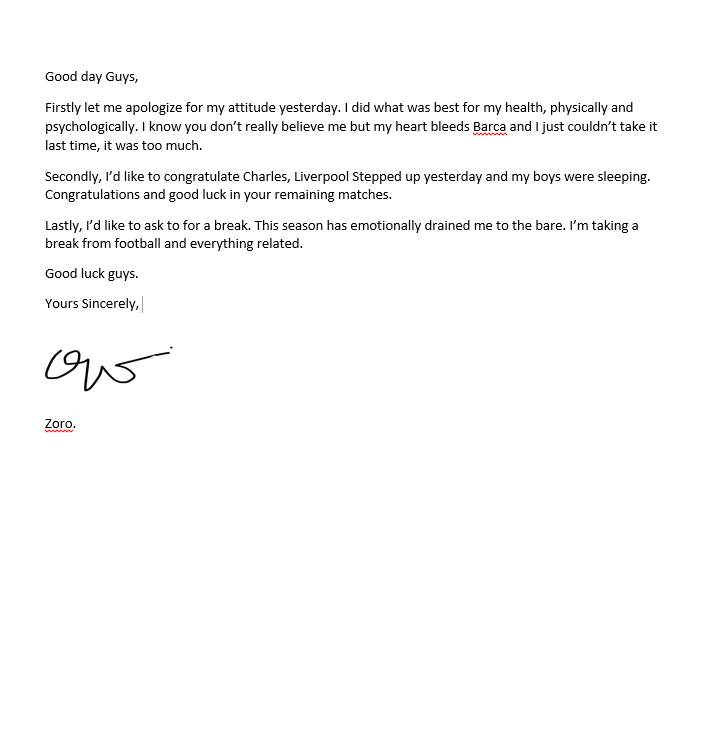 Good day Guys,
Firstly let me apologize for my attitude yesterday. I did what was best for my health, physically and
psychologically. I know you don’t really believe me but my heart bleeds Barca and I just couldn’t take it
last time, it was too much.
Secondly, I’d like to congratulate Charles, Liverpool Stepped up yesterday and my boys were sleeping.
Congratulations and good luck in your remaining matches.
Lastly, I’d like to ask to for a break. This season has emotionally drained me to the bare. I’m taking a
break from football and everything related.
Good luck guys.
Yours Sincerely,
Zoro.